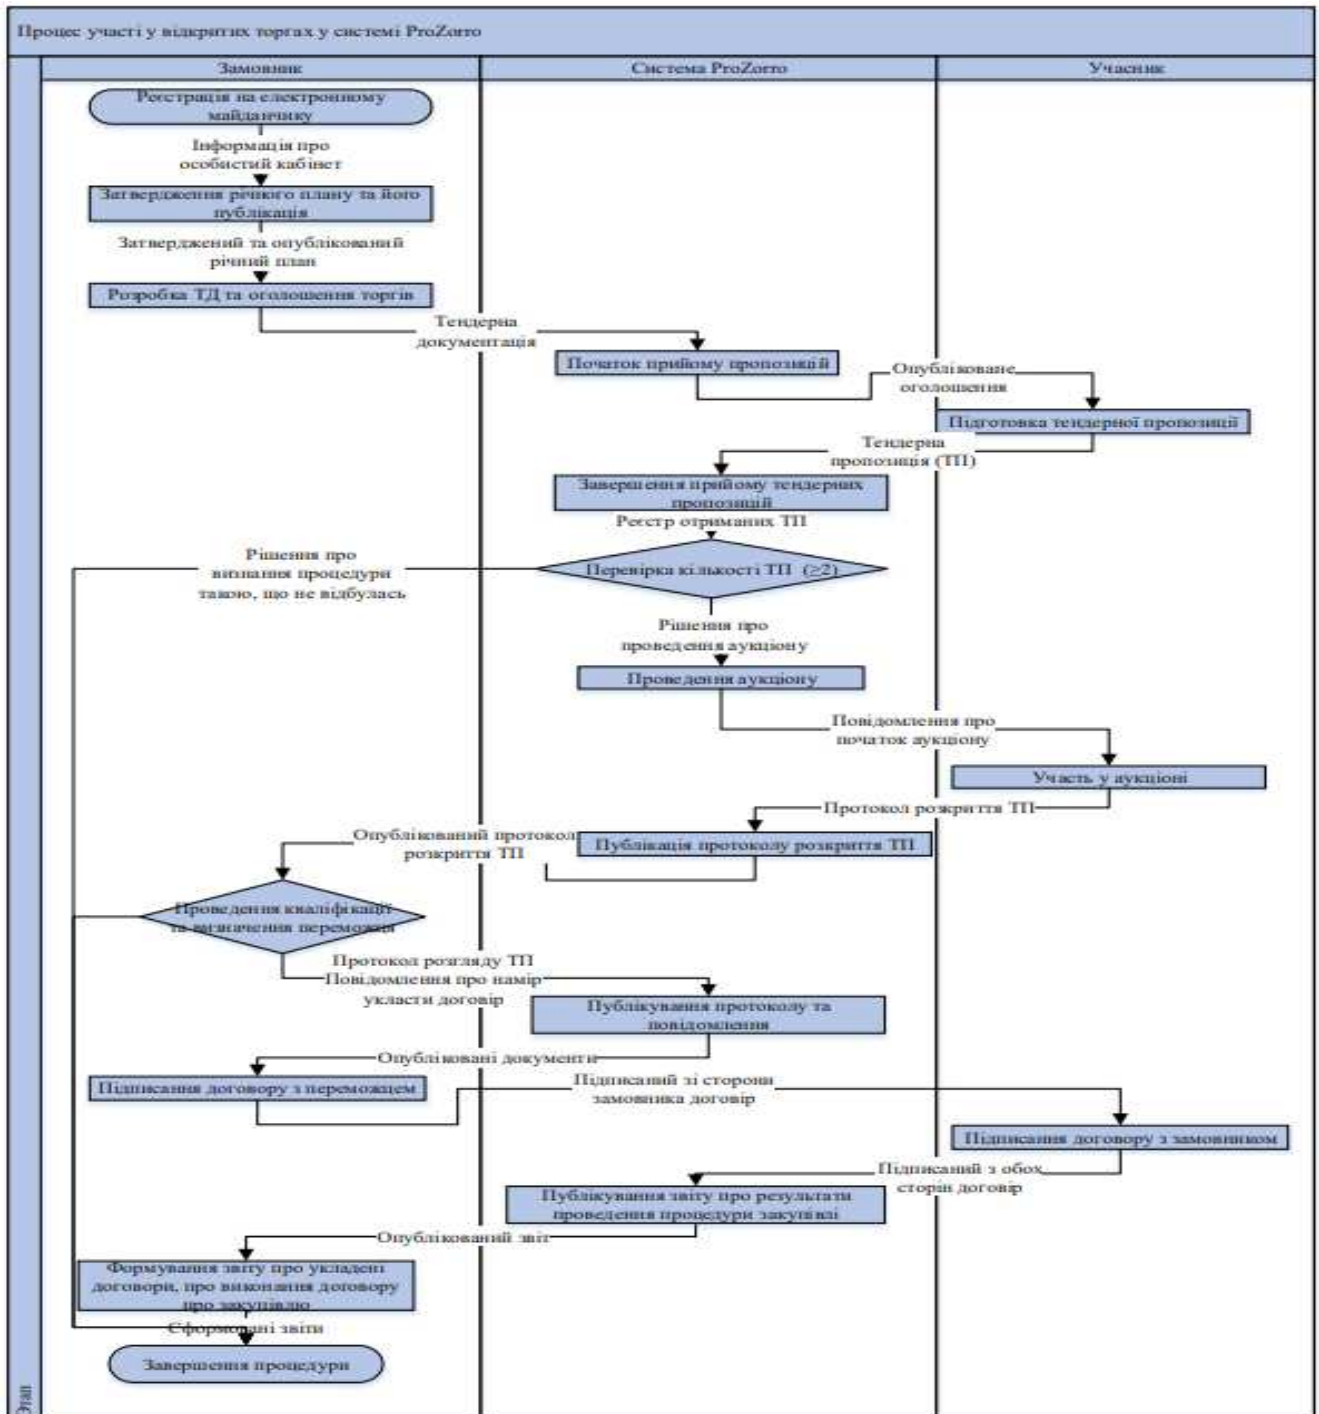 Процес участі у відкритих торгах у системі ProZorro
Замовник
Система ProZorro
Учасник
Реєстрація на електронному
майданчику
Інформація про
особистий кабінет
Затвердження річного плану та його
публікація
Затверджений та опублікований
річний план
Розробка ТД та оголошення торгів
Тендерна
документація
Початок прийому пропозицій
Опубліковане
оголошення
Підготовка тендерної пропозиції
Тендерна
пропозиція (ТП)
Завершення прийому тендерних
пропозицій
Реєстр отриманих ТП
Перевірка кількості ТП (≥2)
Рішення про
визнання процедури
такою, що не відбулась
Рішення про
проведення аукціону
Проведення аукціону
Повідомлення про
початок аукціону
Участь у аукціоні
Протокол розкриття ТП
Публікація протоколу розкриття ТП
Опублікований протокол
розкриття ТП
Проведення кваліфікації
та визначення переможця
Протокол розгляду ТП
Повідомлення про намір
укласти договір
Публікування протоколу та
повідомлення
Опубліковані документи
Підписання договору з переможцем
Підписаний зі сторони
замовника договір
Підписання договору з замовником
Підписаний з обох
сторін договір
Публікування звіту про результати
проведення процедури закупівлі
Опублікований звіт
Формування звіту про укладені
договори, про виконання договору
про закупівлю
Сформовані звіти
Завершення процедури
Етап